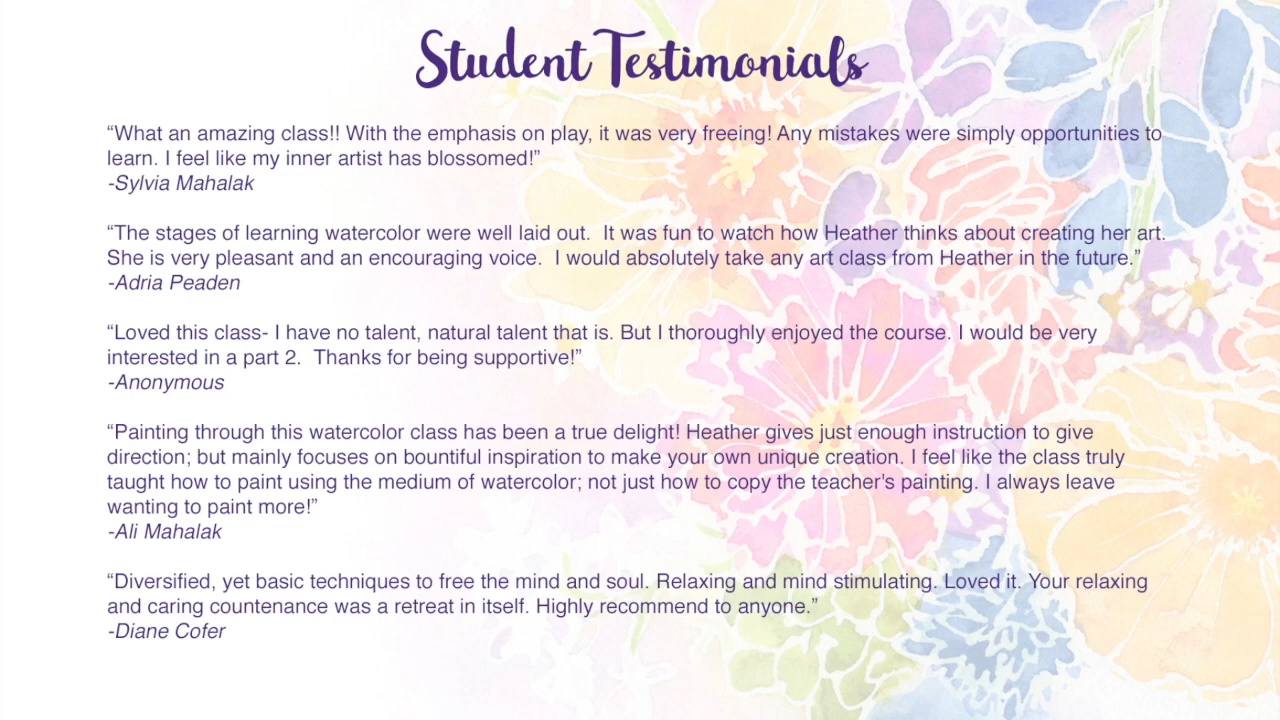 Student Testimonials
“What an amazing class!! With the emphasis on play, it was very freeing! Any mistakes were simply opportunities to
learn. I feel like my inner artist has blossomed!”
-Sylvia Mahalak
“The stages of learning watercolor were well laid out.  It was fun to watch how Heather thinks about creating her art.
She is very pleasant and an encouraging voice.  I would absolutely take any art class from Heather in the future.”
-Adria Peaden
“Loved this class- I have no talent, natural talent that is. But I thoroughly enjoyed the course. I would be very
interested in a part 2.  Thanks for being supportive!”
-Anonymous
“Painting through this watercolor class has been a true delight! Heather gives just enough instruction to give
direction; but mainly focuses on bountiful inspiration to make your own unique creation. I feel like the class truly
taught how to paint using the medium of watercolor; not just how to copy the teacher's painting. I always leave
wanting to paint more!”
-Ali Mahalak
“Diversified, yet basic techniques to free the mind and soul. Relaxing and mind stimulating. Loved it. Your relaxing
and caring countenance was a retreat in itself. Highly recommend to anyone.”
-Diane Cofer